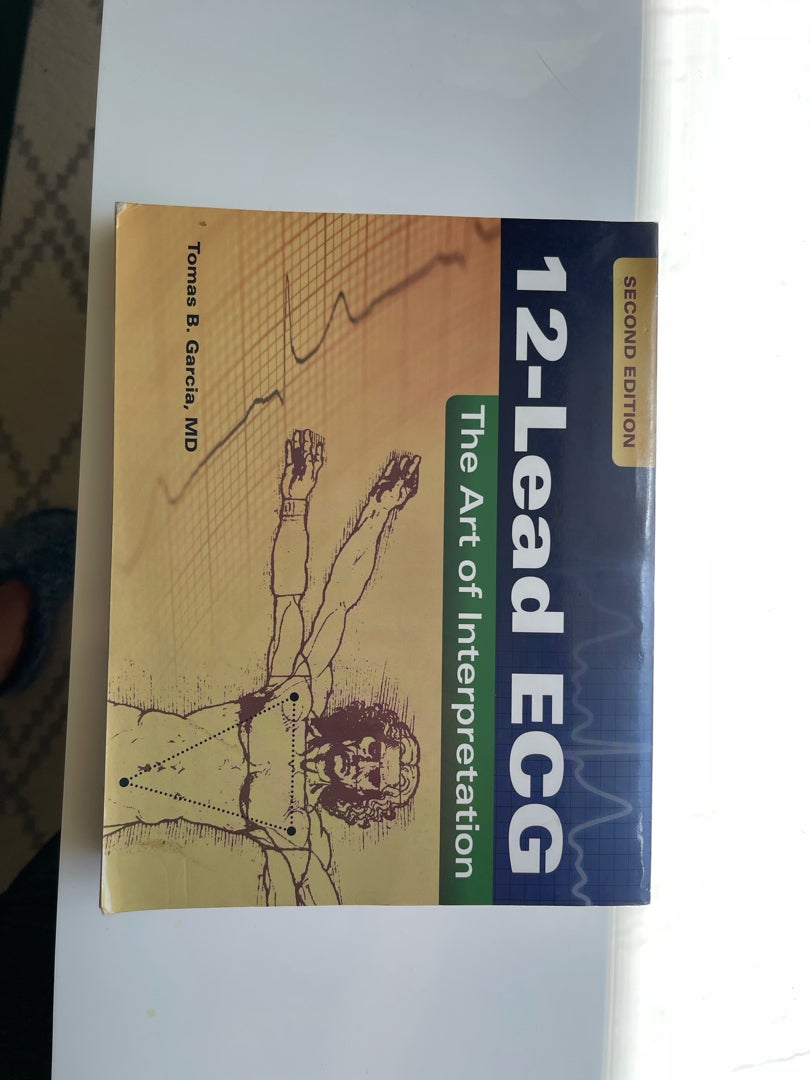 SECOND EDITION
12-Lead ECG
The Art of Interpretation
Tomas B. Garcia, MD